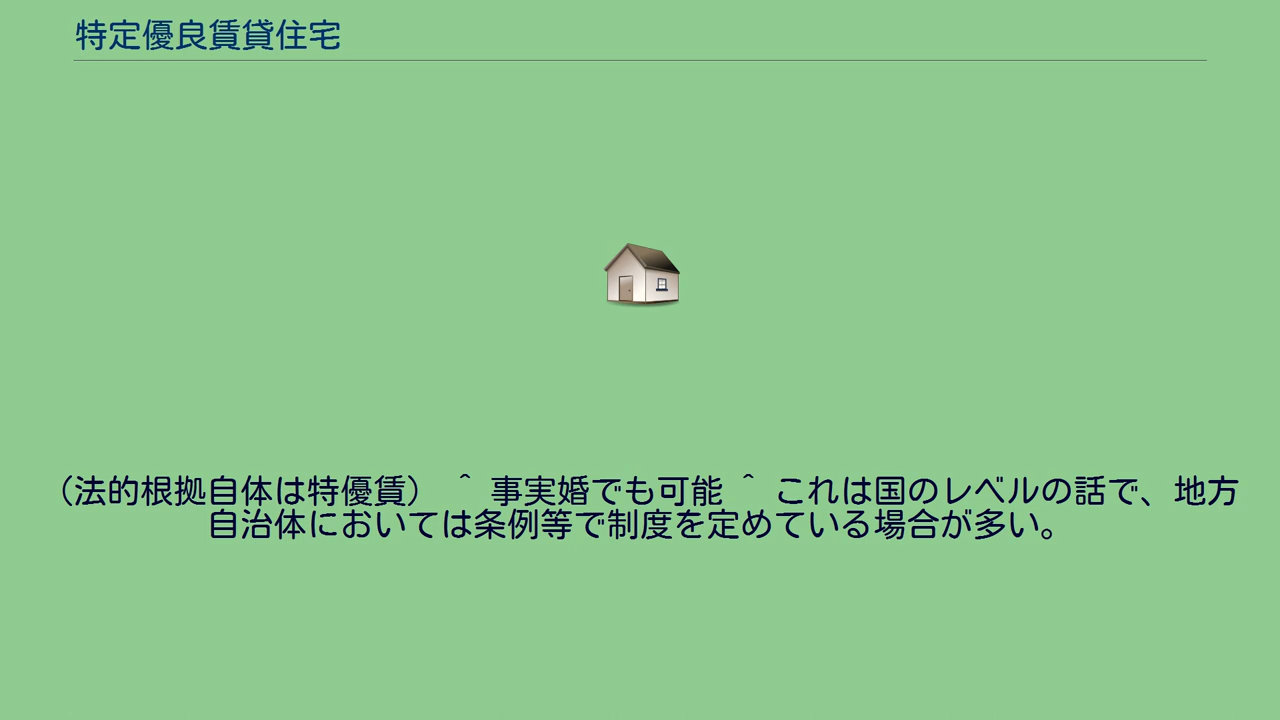 特定優良賃貸住宅
（法的根拠自体は特優賃） ^ 事実婚でも可能 ^ これは国のレベルの話で、地方
自治体においては条例等で制度を定めている場合が多い。